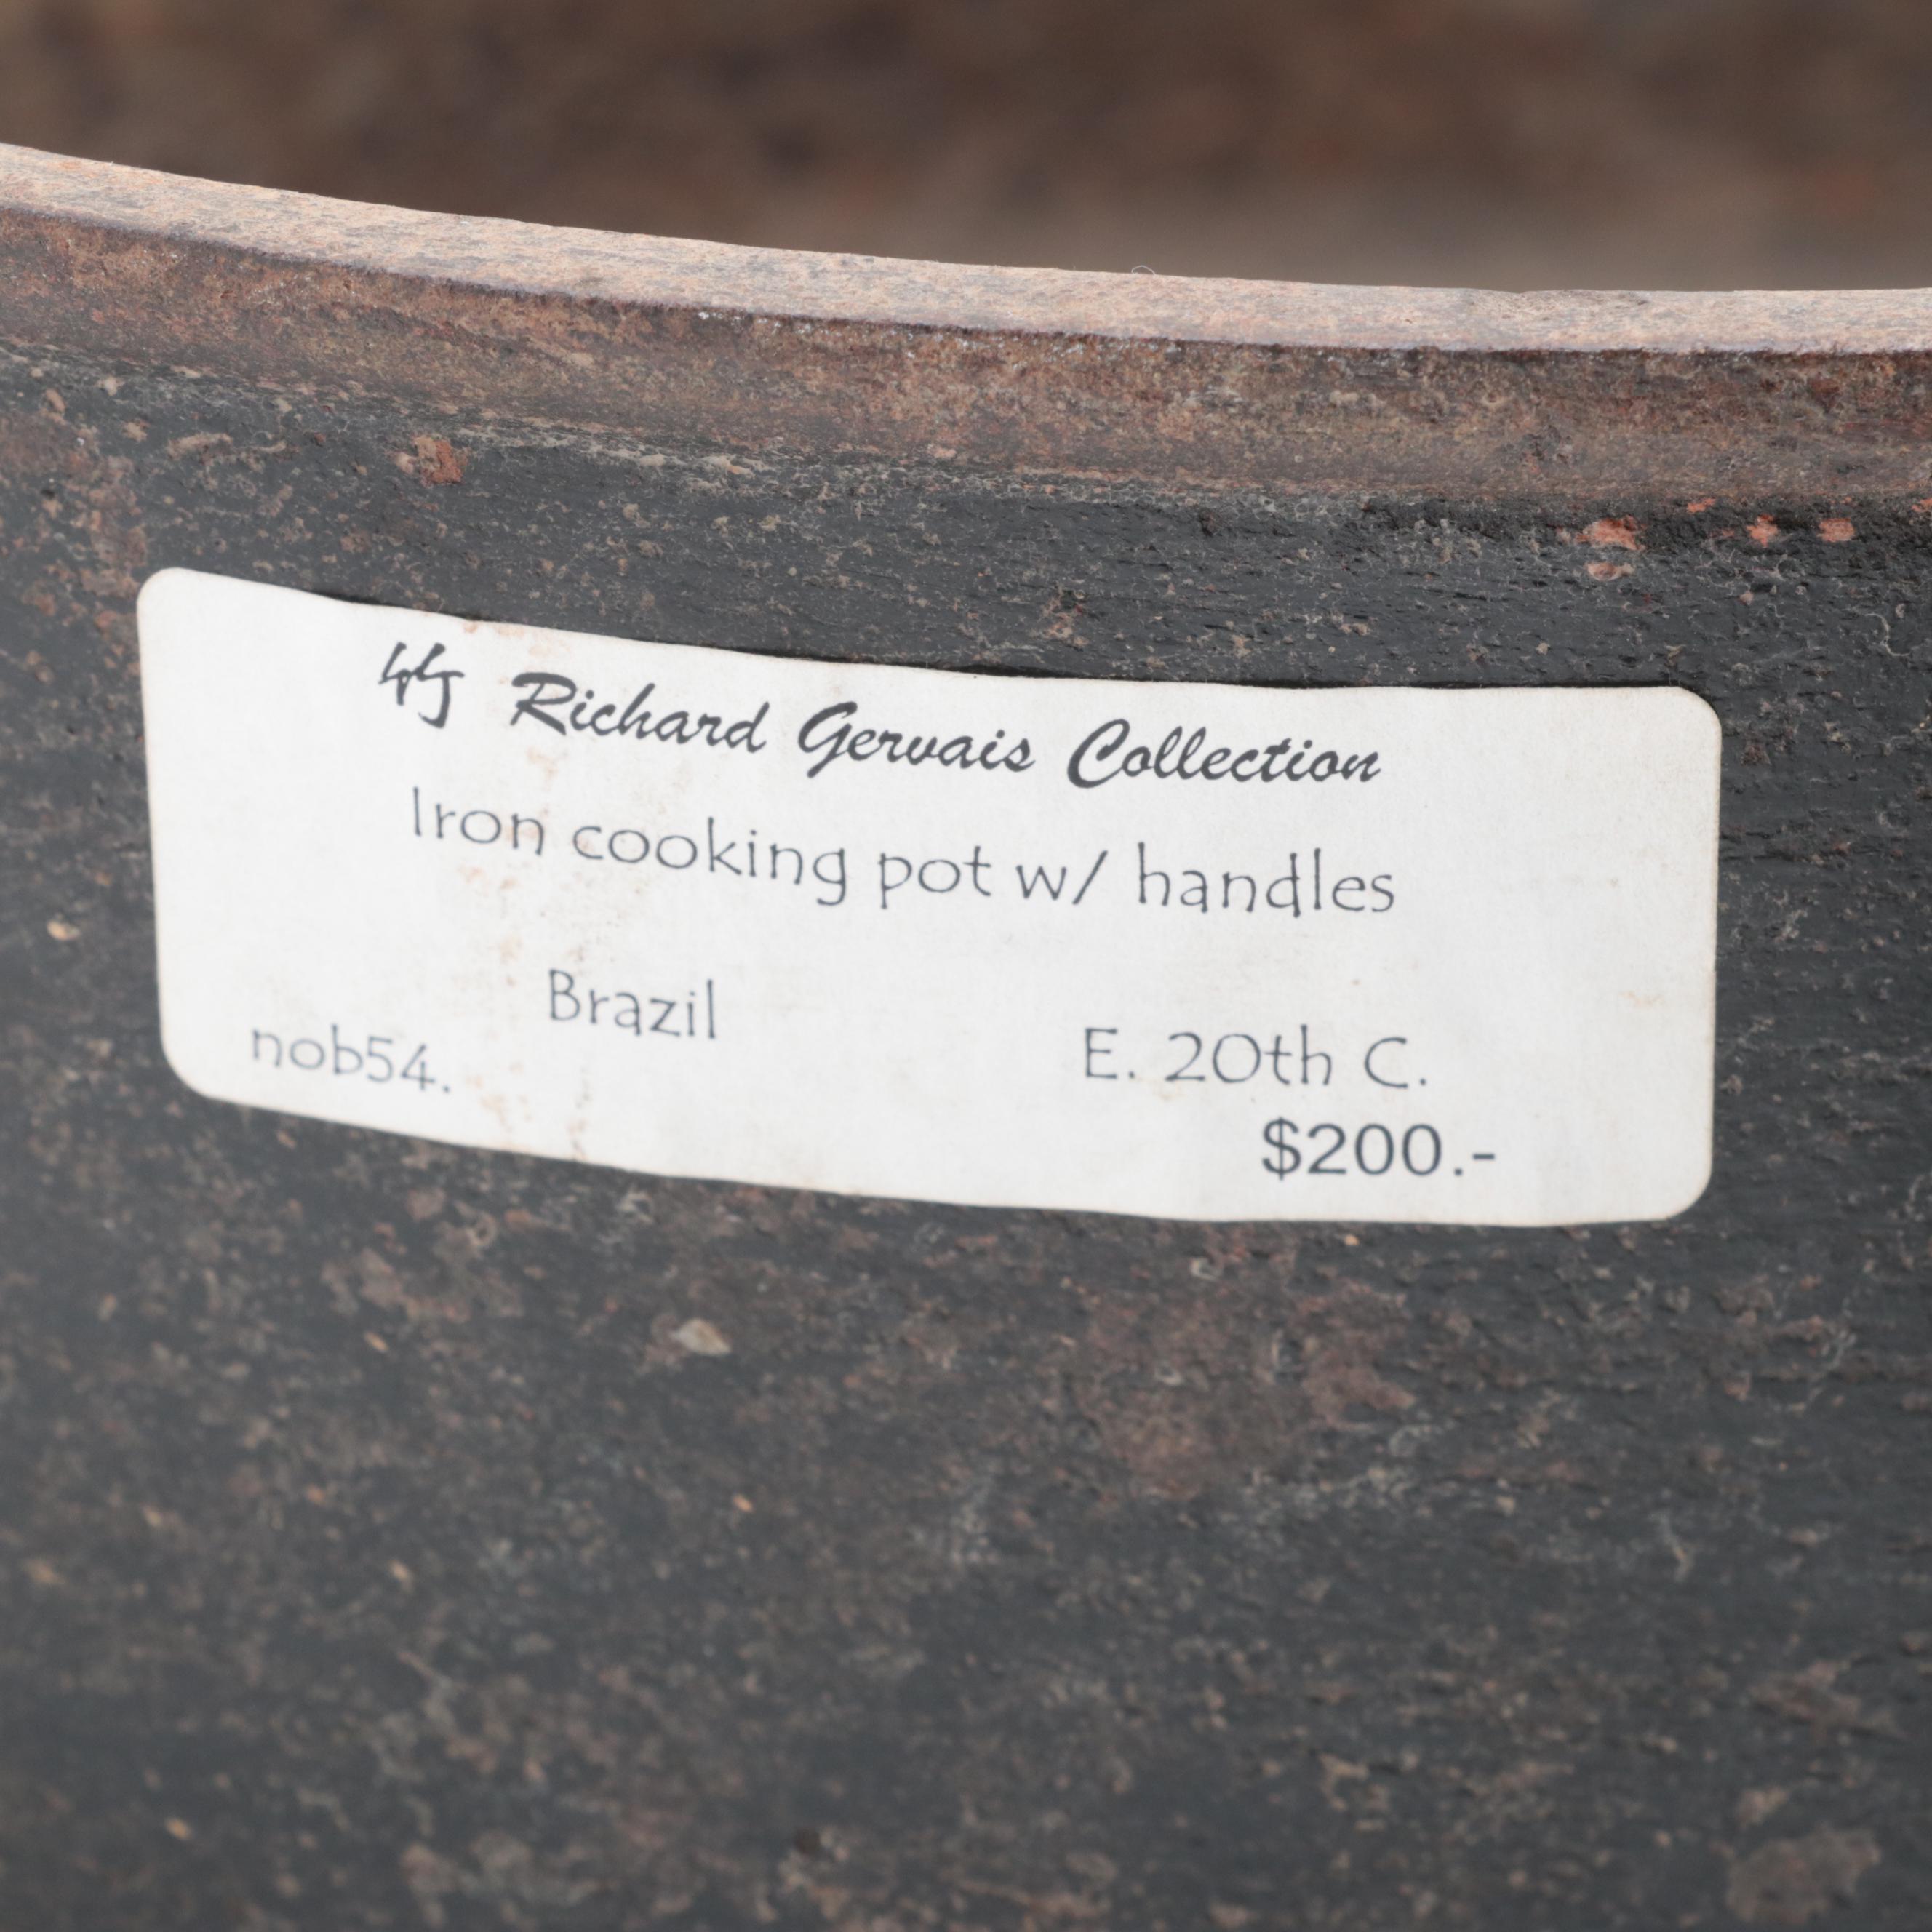 Richard Gervais Collection
Iron cooking pot w/ handles
Brazil
nob54.
E. 20th C.
$200.-